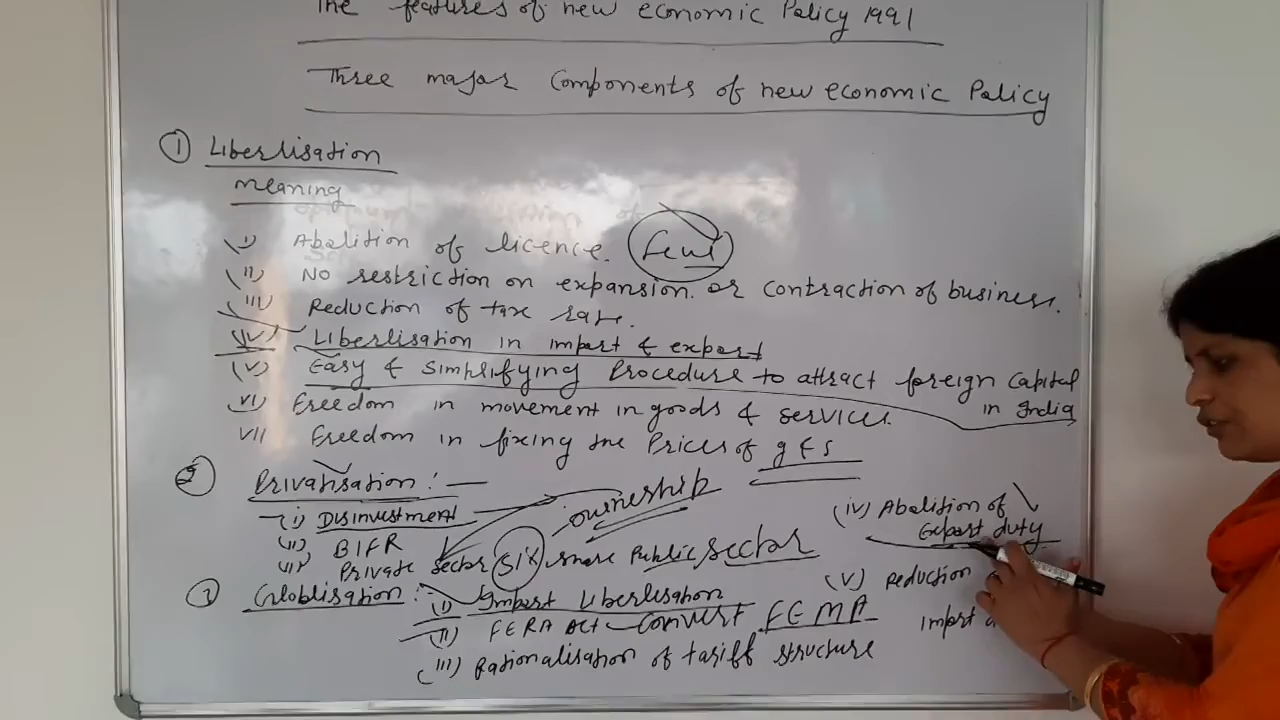 The features of new economic Policy 1991
Three major Components of new economic Policy
① Liberlisation
meaning
(i) Abolition of licence.
(ii) No restriction on expansion. or contraction of business.
(iii) Reduction of tax rate.
(iv) Liberlisation in import & export
(v) Easy & Simplifying Procedure to attract foreign Capital
in India
vi) Freedom in movement in goods & services.
vii Freedom in fixing the Prices of g & s
② Privatisation :—
ownership
(i) Disinvestment
(ii) BIFR
Private sector Six Public sector
③ Globlisation :
(i) Import Liberlisation
(ii) FERA Act convert FEMA
(iii) Rationalisation of tariff structure
(iv) Abolition of
Export duty
(v) Reduction
import